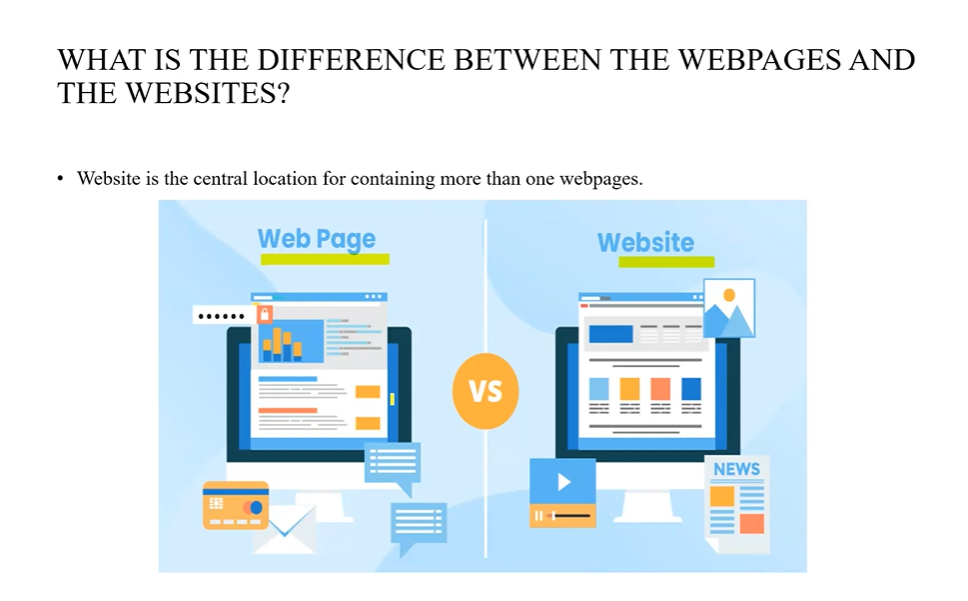 WHAT IS THE DIFFERENCE BETWEEN THE WEBPAGES AND
THE WEBSITES?
• Website is the central location for containing more than one webpages.
Web Page
Website
VS
NEWS